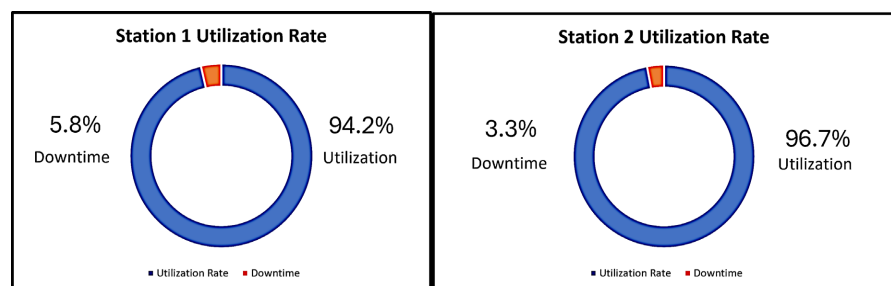 Station 1 Utilization Rate
5.8%
Downtime
94.2%
Utilization
Utilization Rate
Downtime
Station 2 Utilization Rate
3.3%
Downtime
96.7%
Utilization
Utilization Rate
Downtime